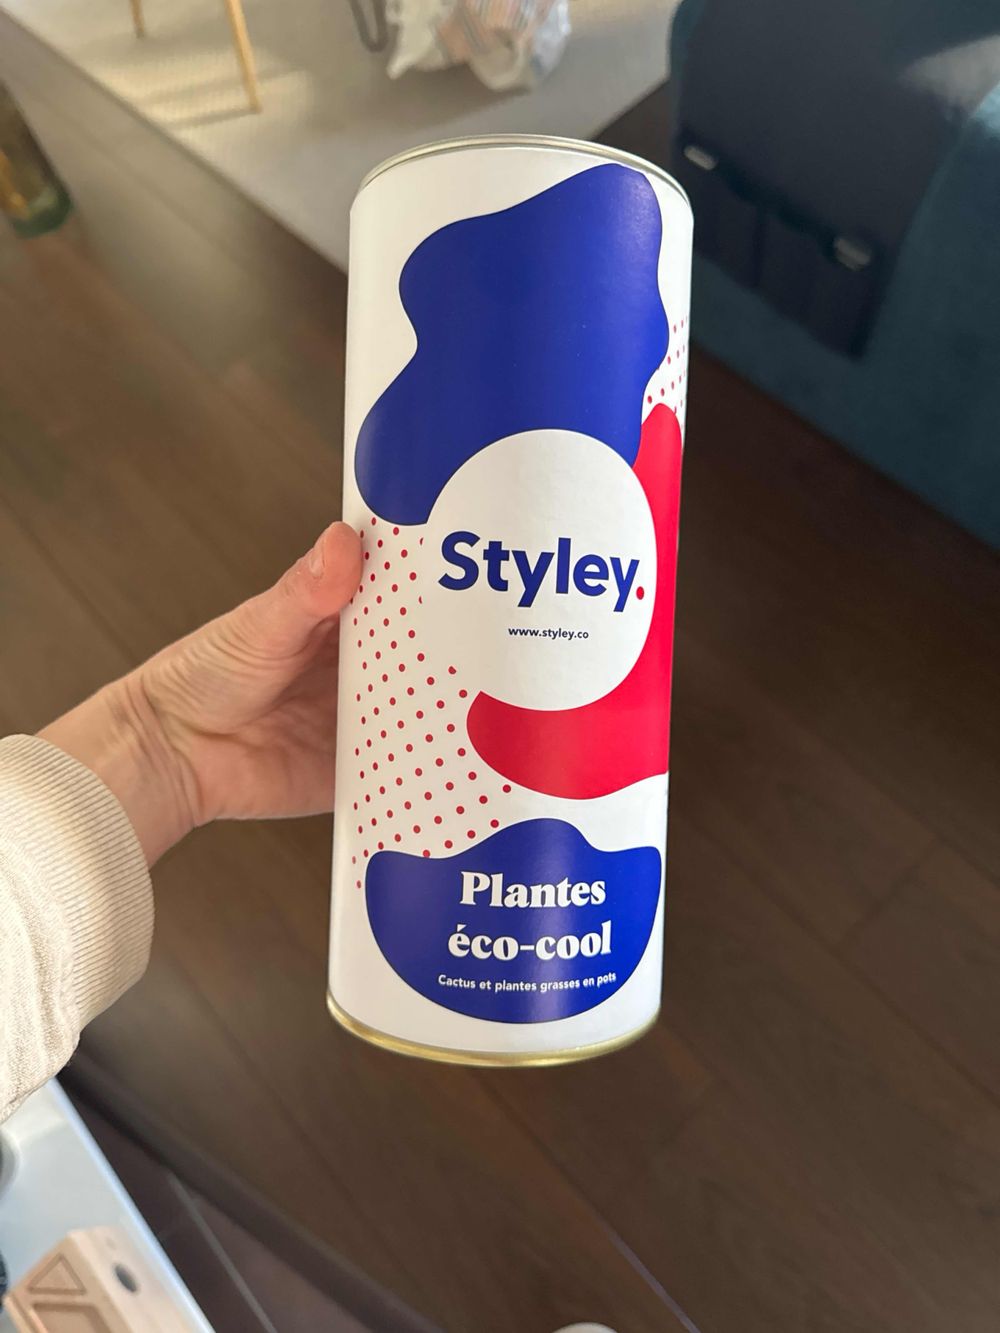 Styley.
www.styley.co
Plantes
éco-cool
Cactus et plantes grasses en pots